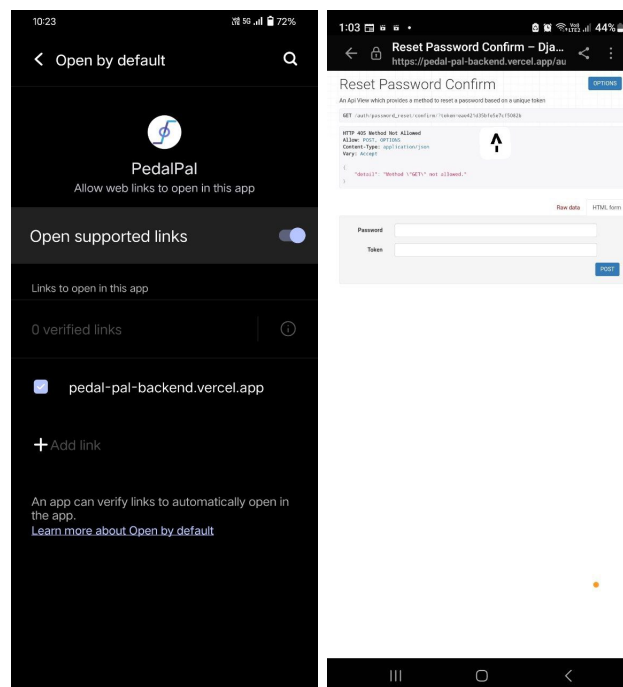 10:23
5G
72%
Open by default
PedalPal
Allow web links to open in this app
Open supported links
Links to open in this app
0 verified links
pedal-pal-backend.vercel.app
Add link
An app can verify links to automatically open in
the app.
Learn more about Open by default
1:03
44%
Reset Password Confirm – Dja...
https://pedal-pal-backend.vercel.app/au
Reset Password Confirm
OPTIONS
An Api View which provides a method to reset a password based on a unique token
HTTP 405 Method Not Allowed
Allow: POST, OPTIONS
Content-Type: application/json
Vary: Accept
{
"detail": "Method \"GET\" not allowed."
}
Raw data
HTML form
Password
Token
POST